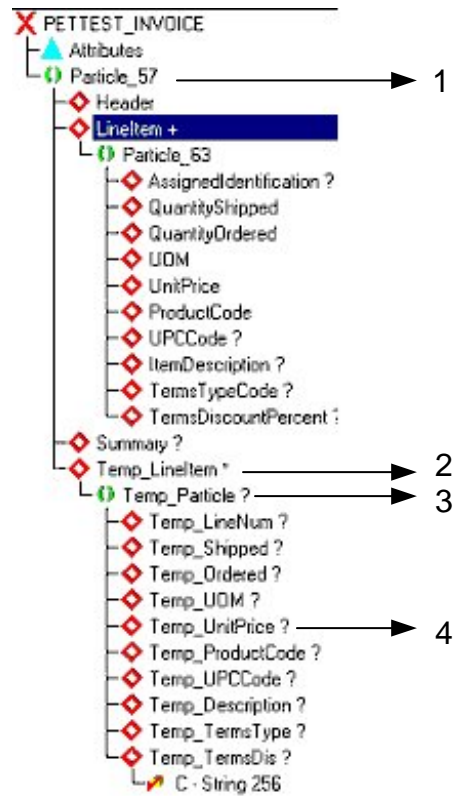 PETTEST_INVOICE
Attributes
Particle_57 1
Header
LineItem +
Particle_63
AssignedIdentification ?
QuantityShipped
QuantityOrdered
UOM
UnitPrice
ProductCode
UPCCode ?
ItemDescription ?
TermsTypeCode ?
TermsDiscountPercent ?
Summary ?
Temp_LineItem * 2
Temp_Particle ? 3
Temp_LineNum ?
Temp_Shipped ?
Temp_Ordered ?
Temp_UOM ?
Temp_UnitPrice ? 4
Temp_ProductCode ?
Temp_UPCCode ?
Temp_Description ?
Temp_TermsType ?
Temp_TermsDis ?
C - String 256